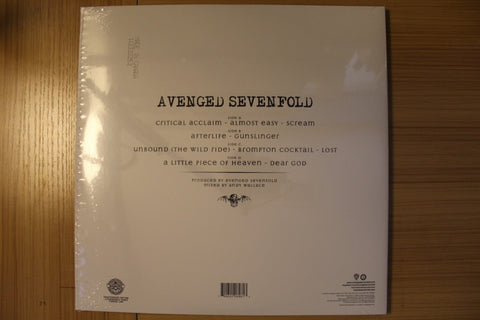 AVENGED SEVENFOLD
SIDE A
CRITICAL ACCLAIM - ALMOST EASY - SCREAM
SIDE B
AFTERLIFE - GUNSLINGER
SIDE C
UNBOUND (THE WILD RIDE) - BROMPTON COCKTAIL - LOST
SIDE D
A LITTLE PIECE OF HEAVEN - DEAR GOD
PRODUCED BY AVENGED SEVENFOLD
MIXED BY ANDY WALLACE